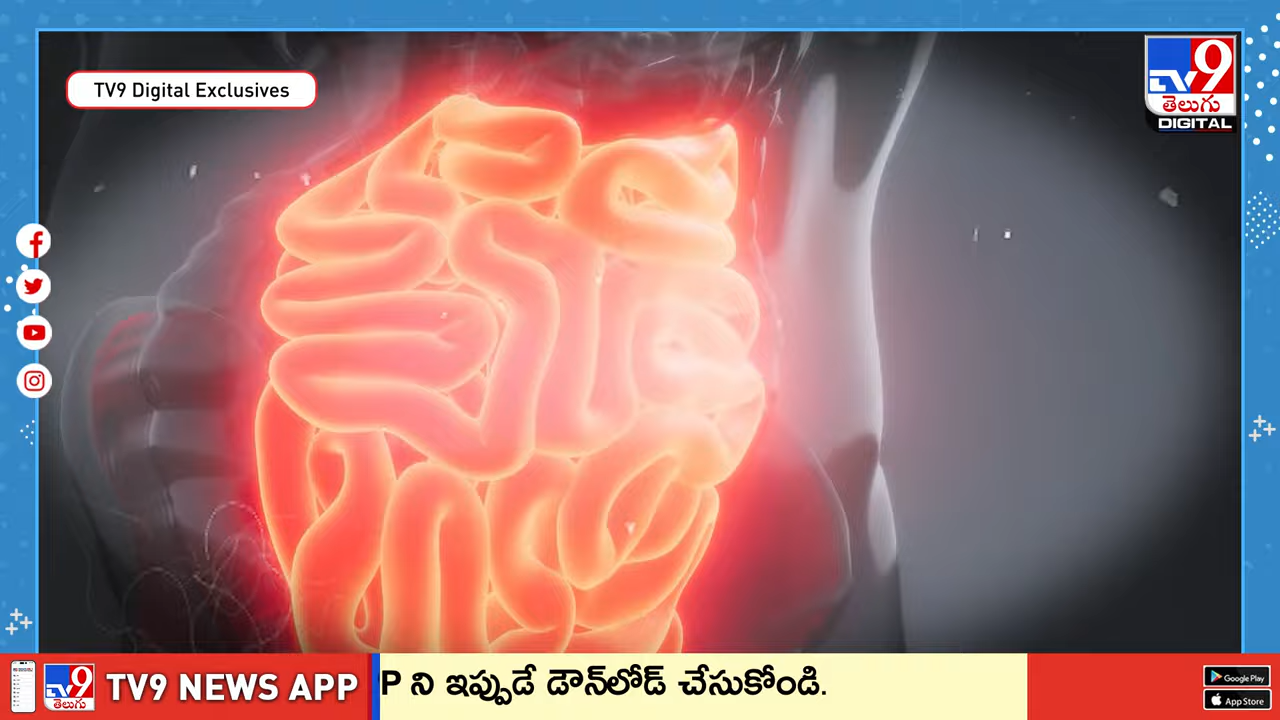 TV9 Digital Exclusives
TV9
తెలుగు
DIGITAL
TV9
తెలుగు
TV9 NEWS APP
P ని ఇప్పుడే డౌన్‌లోడ్ చేసుకోండి.
Google Play
App Store